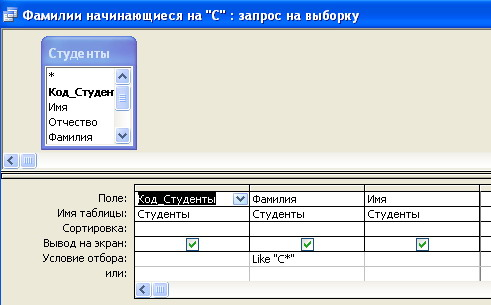 Фамилии начинающиеся на "С" : запрос на выборку
Студенты
*
Код_Студен
Имя
Отчество
Фамилия
Поле: Код_Студенты Фамилия Имя
Имя таблицы: Студенты Студенты Студенты
Сортировка:
Вывод на экран:
Условие отбора: Like "С*"
или: